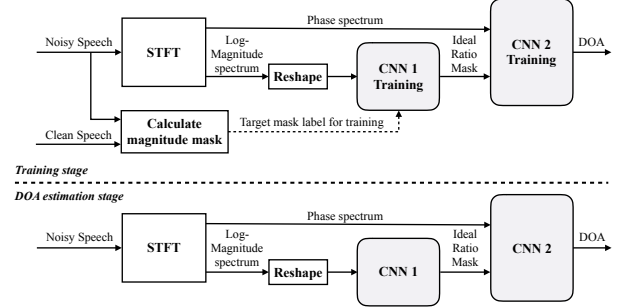 Phase spectrum
Noisy Speech
STFT
Log-
Magnitude
spectrum
Reshape
CNN 1
Training
Ideal
Ratio
Mask
CNN 2
Training
DOA
Clean Speech
Calculate
magnitude mask
Target mask label for training
Training stage
DOA estimation stage
Phase spectrum
Noisy Speech
STFT
Log-
Magnitude
spectrum
Reshape
CNN 1
Ideal
Ratio
Mask
CNN 2
DOA